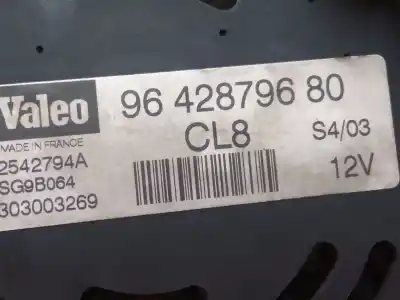 Valeo
96 428796 80
MADE IN FRANCE
CL8
S4/03
2542794A
SG9B064
12V
303003269